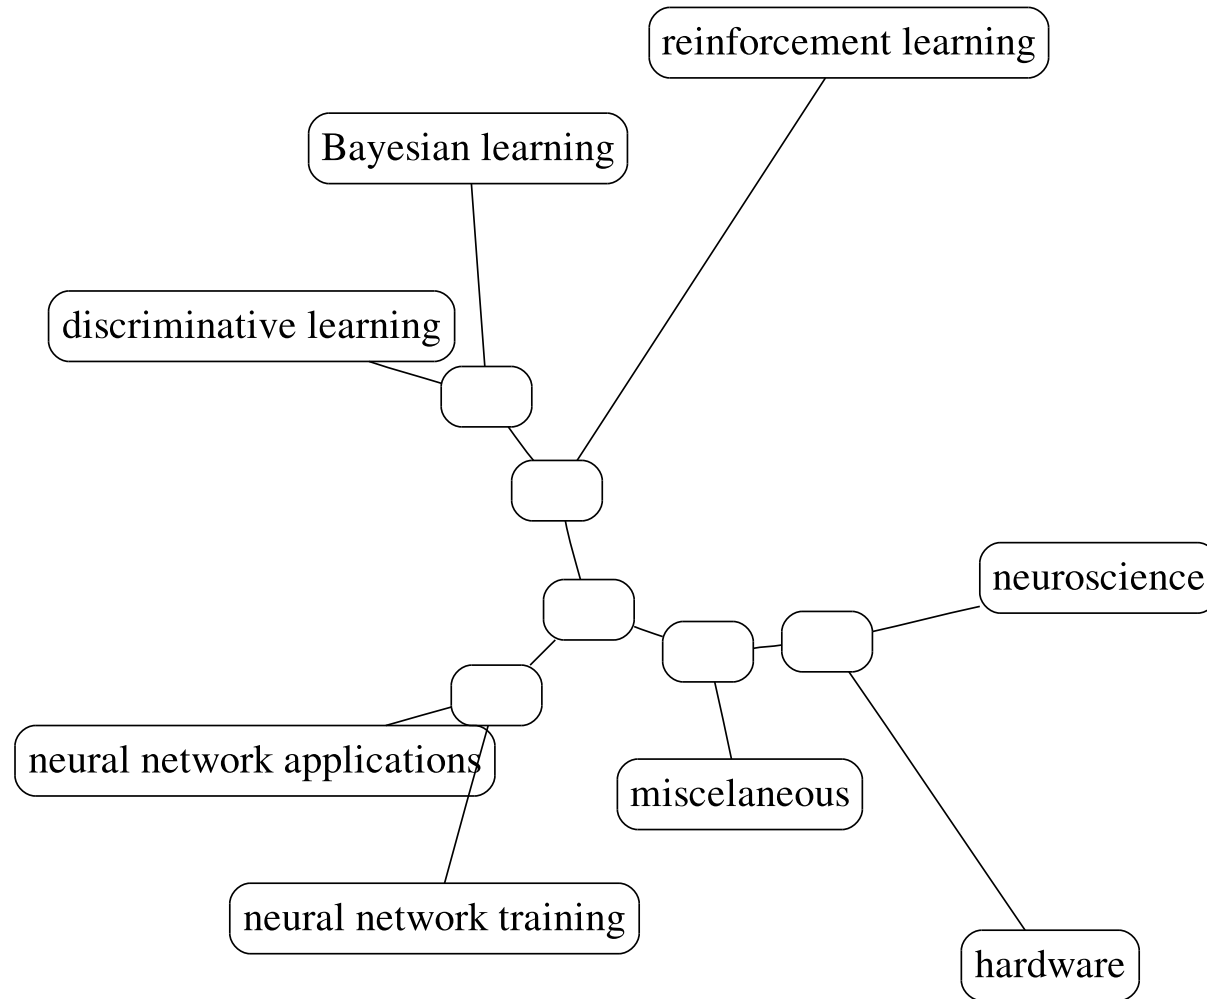 reinforcement learning
Bayesian learning
discriminative learning
neuroscience
neural network applications
miscelaneous
neural network training
hardware